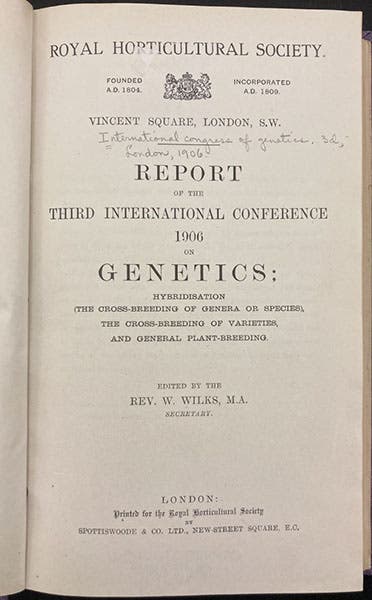 ROYAL HORTICULTURAL SOCIETY.
FOUNDED A.D. 1804.
INCORPORATED A.D. 1809.
VINCENT SQUARE, LONDON, S.W.
International congress of genetics. 3d,
London, 1906
REPORT
OF THE
THIRD INTERNATIONAL CONFERENCE
1906
ON
GENETICS;
HYBRIDISATION
(THE CROSS-BREEDING OF GENERA OR SPECIES),
THE CROSS-BREEDING OF VARIETIES,
AND GENERAL PLANT-BREEDING.
EDITED BY THE
REV. W. WILKS, M.A.
SECRETARY.
LONDON:
Printed for the Royal Horticultural Society
BY
SPOTTISWOODE & CO. LTD., NEW-STREET SQUARE, E.C.